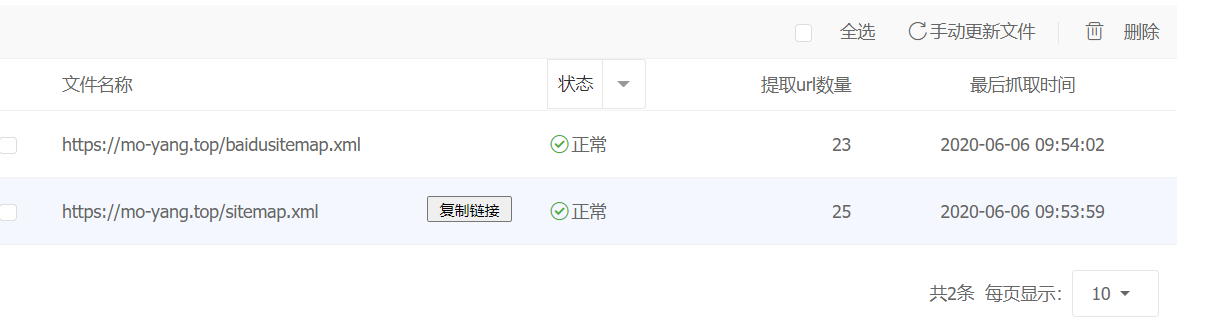 全选 手动更新文件 删除
文件名称 状态 提取url数量 最后抓取时间
https://mo-yang.top/baidusitemap.xml 正常 23 2020-06-06 09:54:02
https://mo-yang.top/sitemap.xml 复制链接 正常 25 2020-06-06 09:53:59
共2条 每页显示: 10